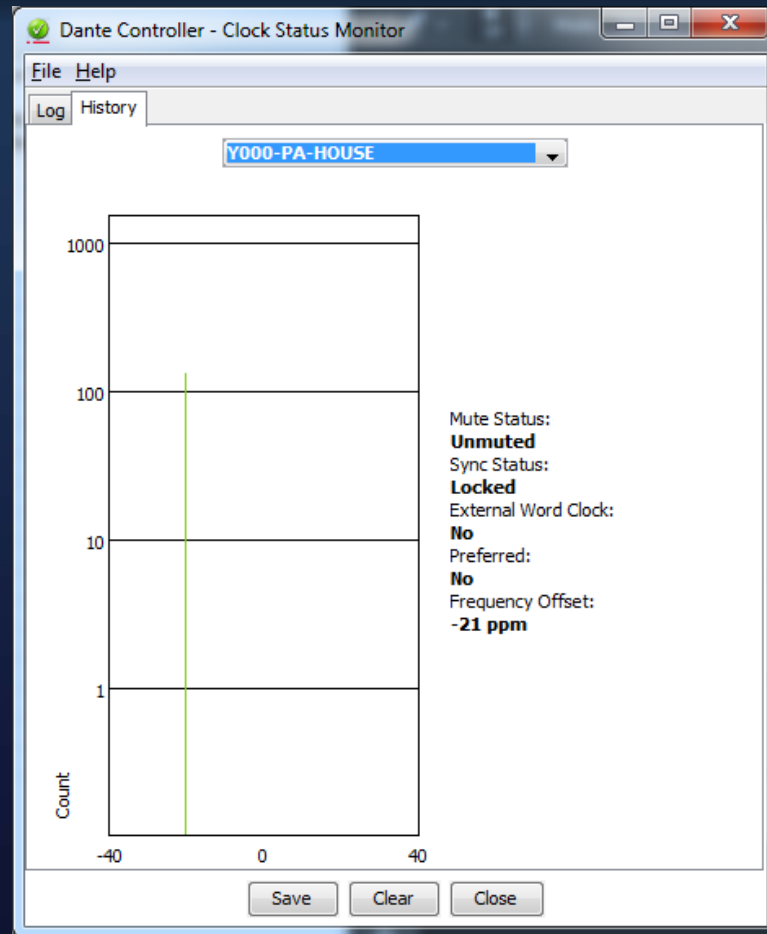 Dante Controller - Clock Status Monitor
File Help
Log History
Y000-PA-HOUSE
1000
100
10
1
Count
-40 0 40
Mute Status:
Unmuted
Sync Status:
Locked
External Word Clock:
No
Preferred:
No
Frequency Offset:
-21 ppm
Save Clear Close